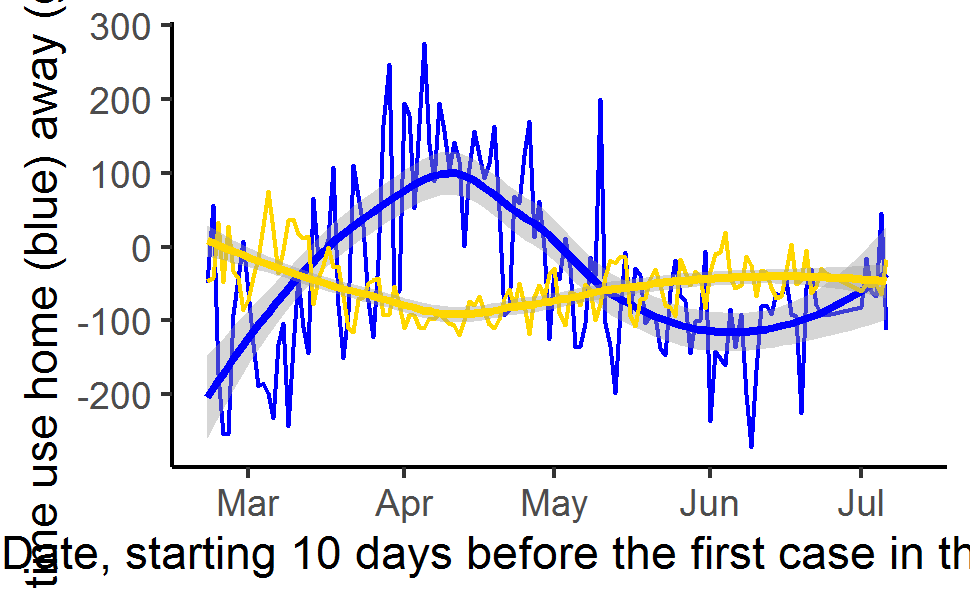 300
200
100
0
-100
-200
time use home (blue) away (
Mar Apr May Jun Jul
Date, starting 10 days before the first case in th